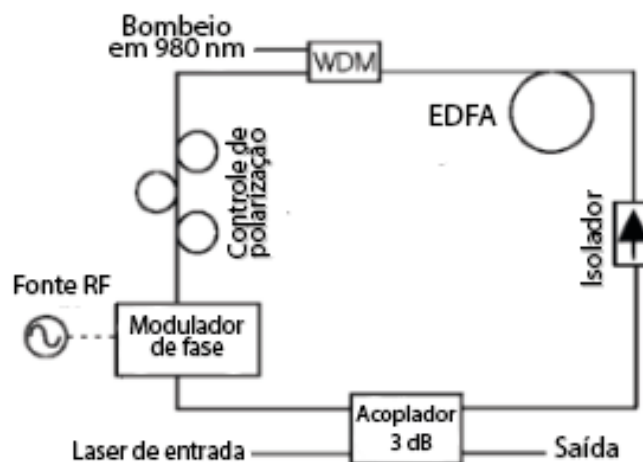 Bombeio
em 980 nm
WDM
EDFA
Controle de
polarização
Isolador
Fonte RF
Modulador
de fase
Acoplador
3 dB
Laser de entrada
Saída